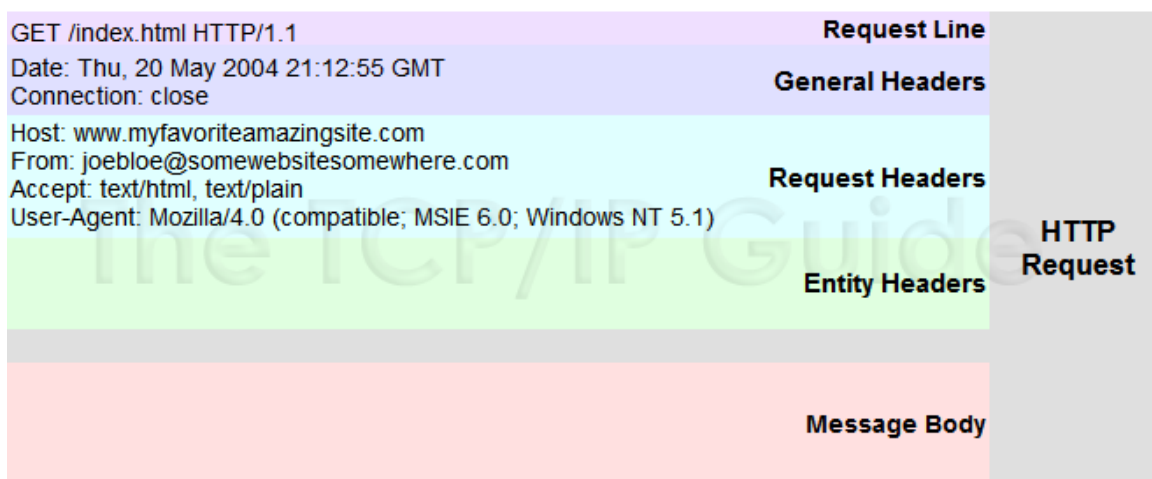 GET /index.html HTTP/1.1
Request Line
Date: Thu, 20 May 2004 21:12:55 GMT
Connection: close
General Headers
Host: www.myfavoriteamazingsite.com
From: joebloe@somewebsitesomewhere.com
Accept: text/html, text/plain
User-Agent: Mozilla/4.0 (compatible; MSIE 6.0; Windows NT 5.1)
Request Headers
The TCP/IP Guide
Entity Headers
Message Body
HTTP
Request